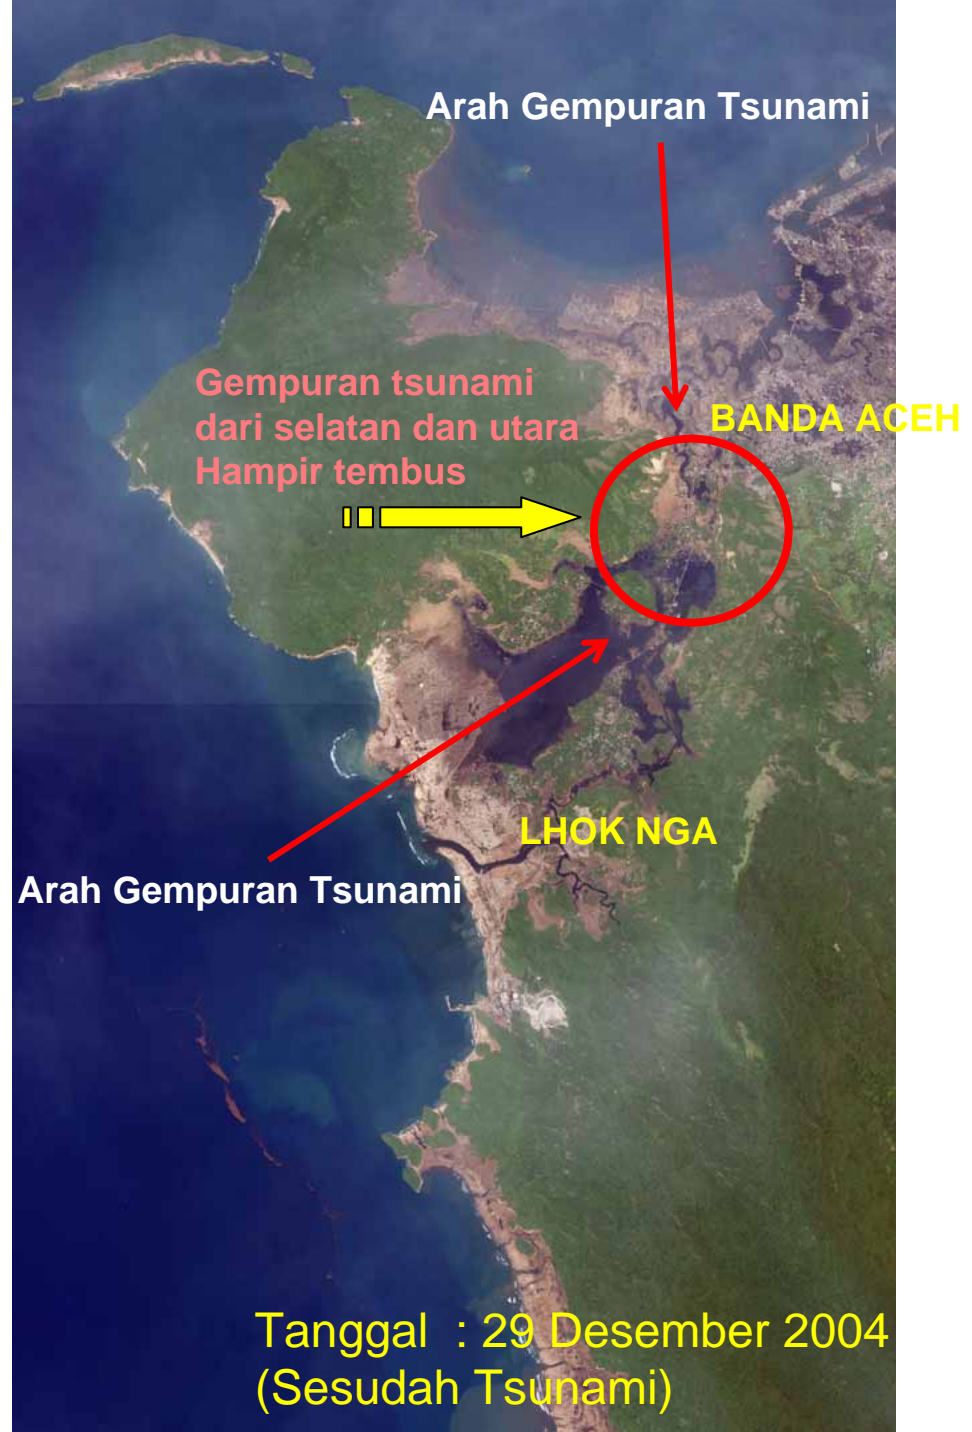 Arah Gempuran Tsunami
Gempuran tsunami
dari selatan dan utara
Hampir tembus
BANDA ACEH
LHOK NGA
Arah Gempuran Tsunami
Tanggal : 29 Desember 2004
(Sesudah Tsunami)